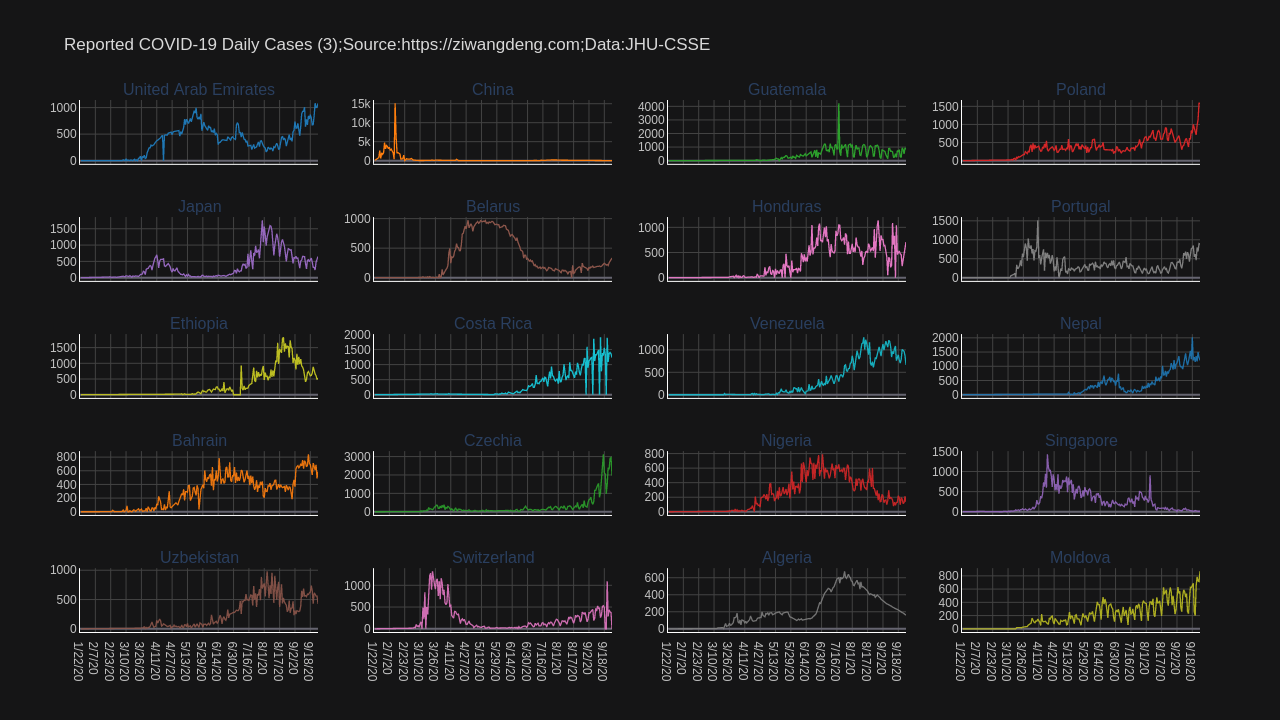 Reported COVID-19 Daily Cases (3);Source:https://ziwangdeng.com;Data:JHU-CSSE
United Arab Emirates
1000
500
0
China
15k
10k
5k
0
Guatemala
4000
3000
2000
1000
0
Poland
1500
1000
500
0
Japan
1500
1000
500
0
Belarus
1000
500
0
Honduras
1000
500
0
Portugal
1500
1000
500
0
Ethiopia
1500
1000
500
0
Costa Rica
2000
1500
1000
500
0
Venezuela
1000
500
0
Nepal
2000
1500
1000
500
0
Bahrain
800
600
400
200
0
Czechia
3000
2000
1000
0
Nigeria
800
600
400
200
0
Singapore
1500
1000
500
0
Uzbekistan
1000
500
0
Switzerland
1000
500
0
Algeria
600
400
200
0
Moldova
800
600
400
200
0
1/22/20 2/7/20 2/23/20 3/10/20 3/26/20 4/11/20 4/27/20 5/13/20 5/29/20 6/14/20 6/30/20 7/16/20 8/1/20 8/17/20 9/2/20 9/18/20
1/22/20 2/7/20 2/23/20 3/10/20 3/26/20 4/11/20 4/27/20 5/13/20 5/29/20 6/14/20 6/30/20 7/16/20 8/1/20 8/17/20 9/2/20 9/18/20
1/22/20 2/7/20 2/23/20 3/10/20 3/26/20 4/11/20 4/27/20 5/13/20 5/29/20 6/14/20 6/30/20 7/16/20 8/1/20 8/17/20 9/2/20 9/18/20
1/22/20 2/7/20 2/23/20 3/10/20 3/26/20 4/11/20 4/27/20 5/13/20 5/29/20 6/14/20 6/30/20 7/16/20 8/1/20 8/17/20 9/2/20 9/18/20